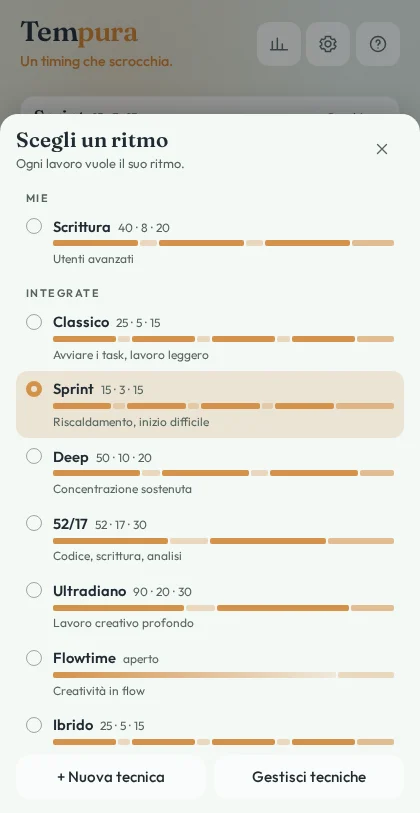 Tempura
Un timing che scrocchia.
Scegli un ritmo
Ogni lavoro vuole il suo ritmo.
MIE
Scrittura 40 · 8 · 20
Utenti avanzati
INTEGRATE
Classico 25 · 5 · 15
Avviare i task, lavoro leggero
Sprint 15 · 3 · 15
Riscaldamento, inizio difficile
Deep 50 · 10 · 20
Concentrazione sostenuta
52/17 52 · 17 · 30
Codice, scrittura, analisi
Ultradiano 90 · 20 · 30
Lavoro creativo profondo
Flowtime aperto
Creatività in flow
Ibrido 25 · 5 · 15
+ Nuova tecnica
Gestisci tecniche